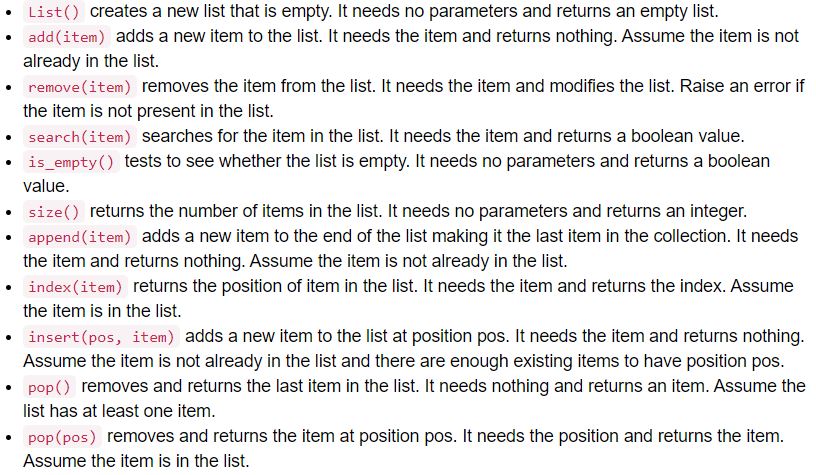 • List() creates a new list that is empty. It needs no parameters and returns an empty list.
• add(item) adds a new item to the list. It needs the item and returns nothing. Assume the item is not
already in the list.
• remove(item) removes the item from the list. It needs the item and modifies the list. Raise an error if
the item is not present in the list.
• search(item) searches for the item in the list. It needs the item and returns a boolean value.
• is_empty() tests to see whether the list is empty. It needs no parameters and returns a boolean
value.
• size() returns the number of items in the list. It needs no parameters and returns an integer.
• append(item) adds a new item to the end of the list making it the last item in the collection. It needs
the item and returns nothing. Assume the item is not already in the list.
• index(item) returns the position of item in the list. It needs the item and returns the index. Assume
the item is in the list.
• insert(pos, item) adds a new item to the list at position pos. It needs the item and returns nothing.
Assume the item is not already in the list and there are enough existing items to have position pos.
• pop() removes and returns the last item in the list. It needs nothing and returns an item. Assume the
list has at least one item.
• pop(pos) removes and returns the item at position pos. It needs the position and returns the item.
Assume the item is in the list.